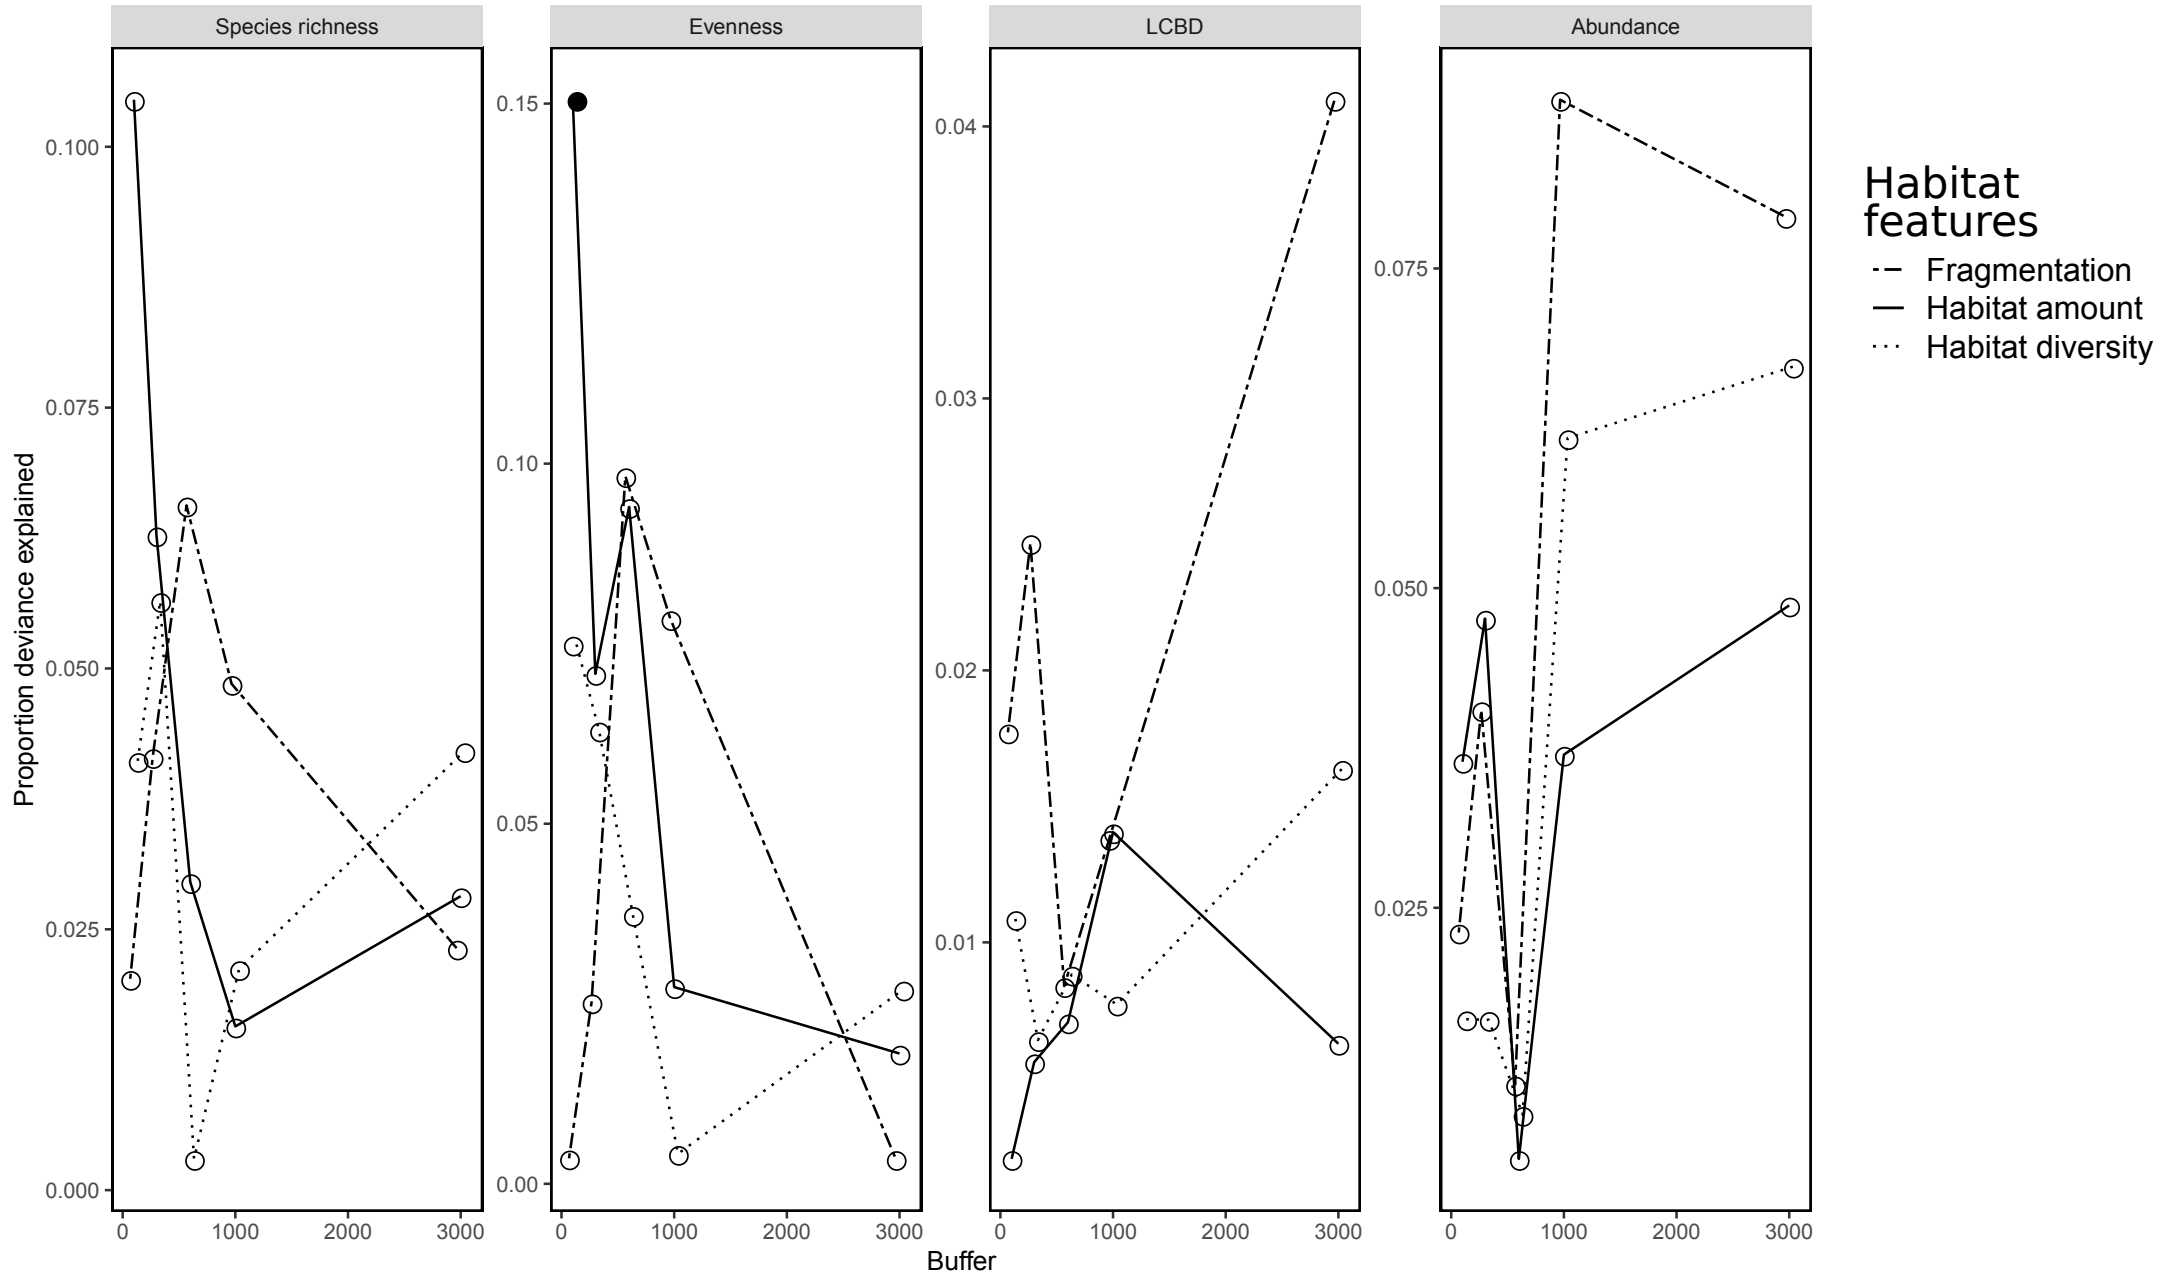 Species richness
Evenness
LCBD
Abundance
Proportion deviance explained
0.100
0.075
0.050
0.025
0.000
0.15
0.10
0.05
0.00
0.04
0.03
0.02
0.01
0.075
0.050
0.025
0 1000 2000 3000
0 1000 2000 3000
0 1000 2000 3000
0 1000 2000 3000
Buffer
Habitat
features
Fragmentation
Habitat amount
Habitat diversity